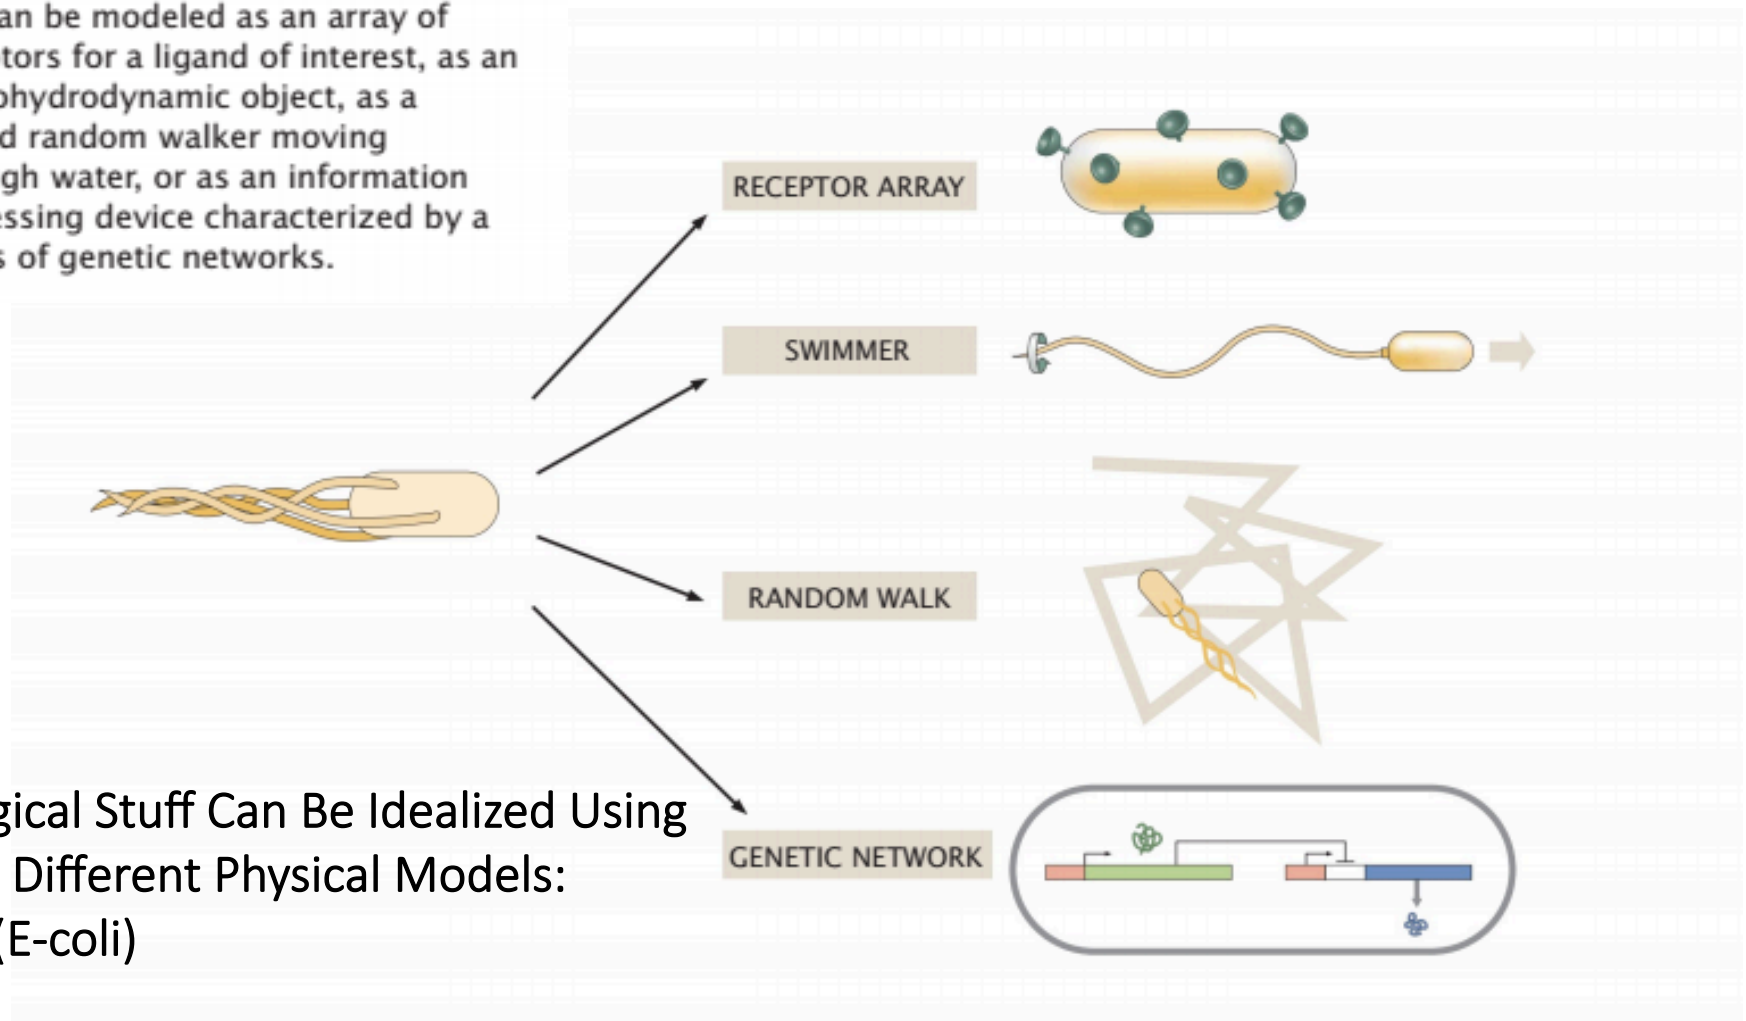 an be modeled as an array of
tors for a ligand of interest, as an
ohydrodynamic object, as a
d random walker moving
gh water, or as an information
essing device characterized by a
s of genetic networks.
RECEPTOR ARRAY
SWIMMER
RANDOM WALK
GENETIC NETWORK
gical Stuff Can Be Idealized Using
Different Physical Models:
(E-coli)